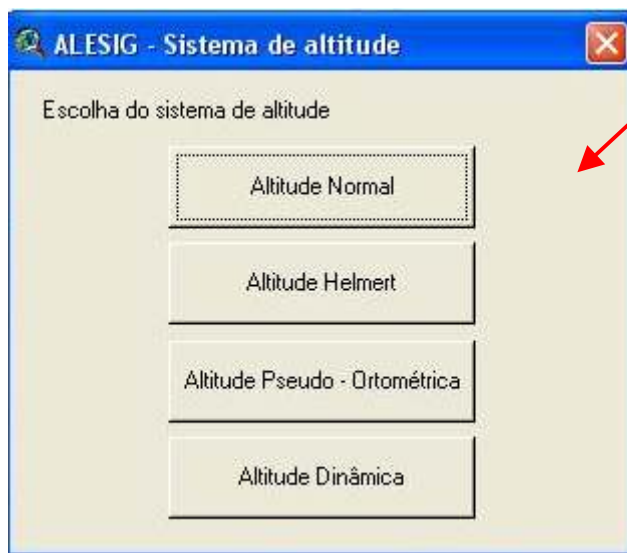 ALESIG - Sistema de altitude
Escolha do sistema de altitude
Altitude Normal
Altitude Helmert
Altitude Pseudo - Ortométrica
Altitude Dinâmica